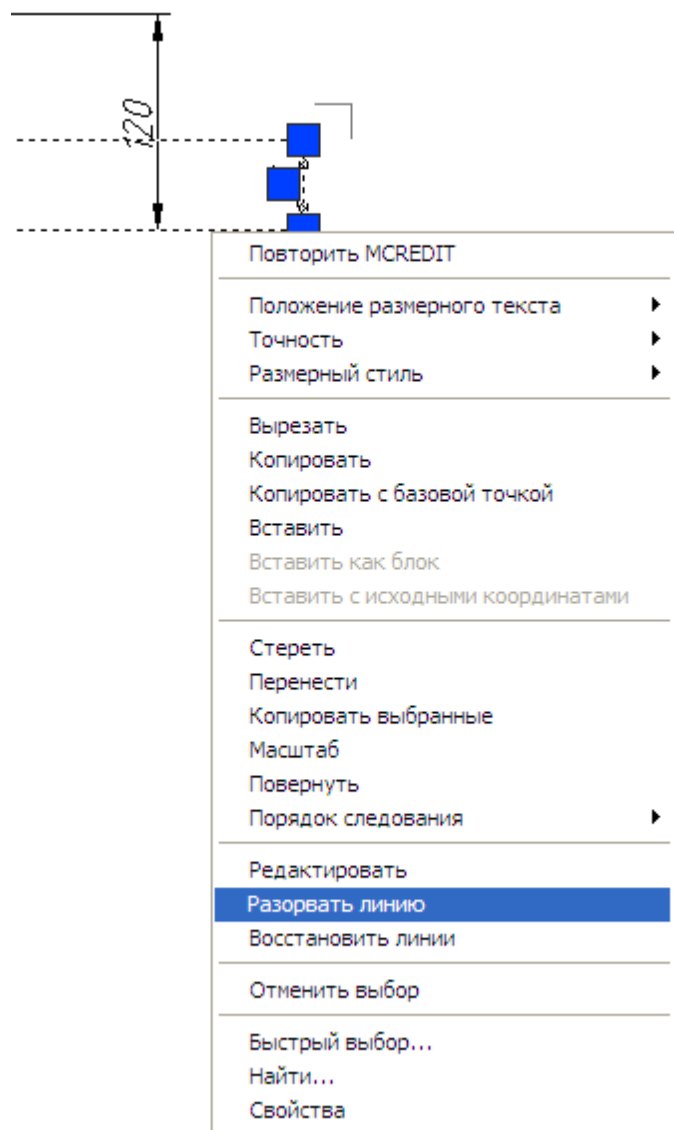 120
Повторить MCREDIT
Положение размерного текста
Точность
Размерный стиль
Вырезать
Копировать
Копировать с базовой точкой
Вставить
Вставить как блок
Вставить с исходными координатами
Стереть
Перенести
Копировать выбранные
Масштаб
Повернуть
Порядок следования
Редактировать
Разорвать линию
Восстановить линии
Отменить выбор
Быстрый выбор...
Найти...
Свойства